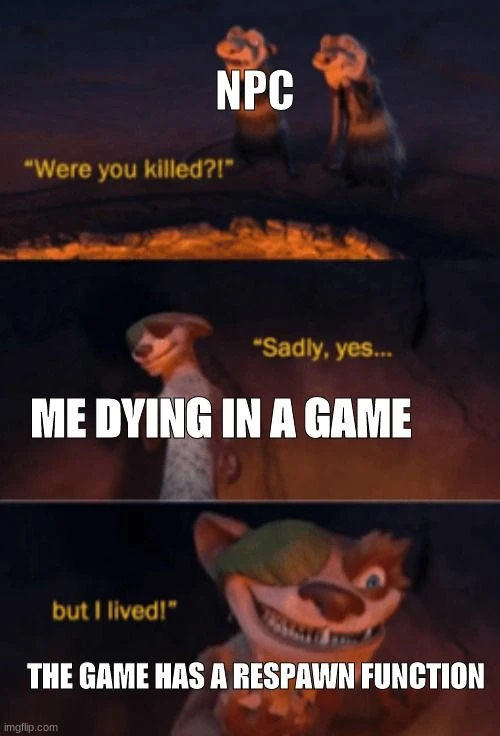 NPC
"Were you killed?!"
"Sadly, yes...
ME DYING IN A GAME
but I lived!"
THE GAME HAS A RESPAWN FUNCTION
imgflip.com